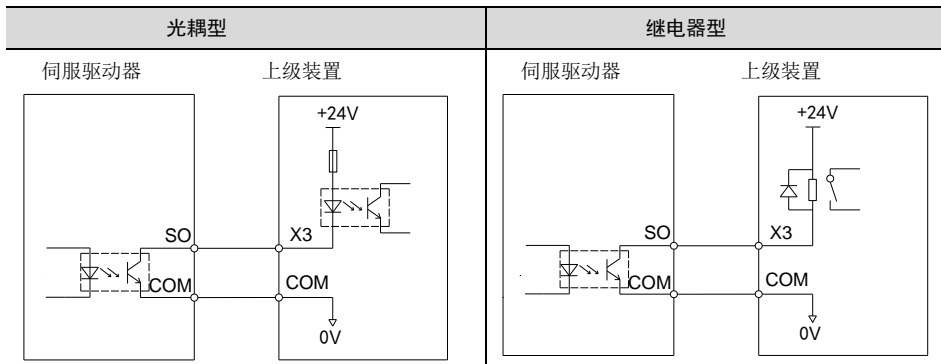 光耦型
继电器型
伺服驱动器
上级装置
+24V
SO
X3
COM
COM
0V
伺服驱动器
上级装置
+24V
SO
X3
COM
COM
0V